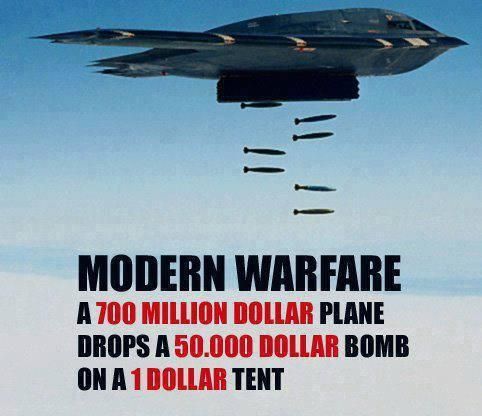 MODERN WARFARE
A 700 MILLION DOLLAR PLANE
DROPS A 50.000 DOLLAR BOMB
ON A 1 DOLLAR TENT